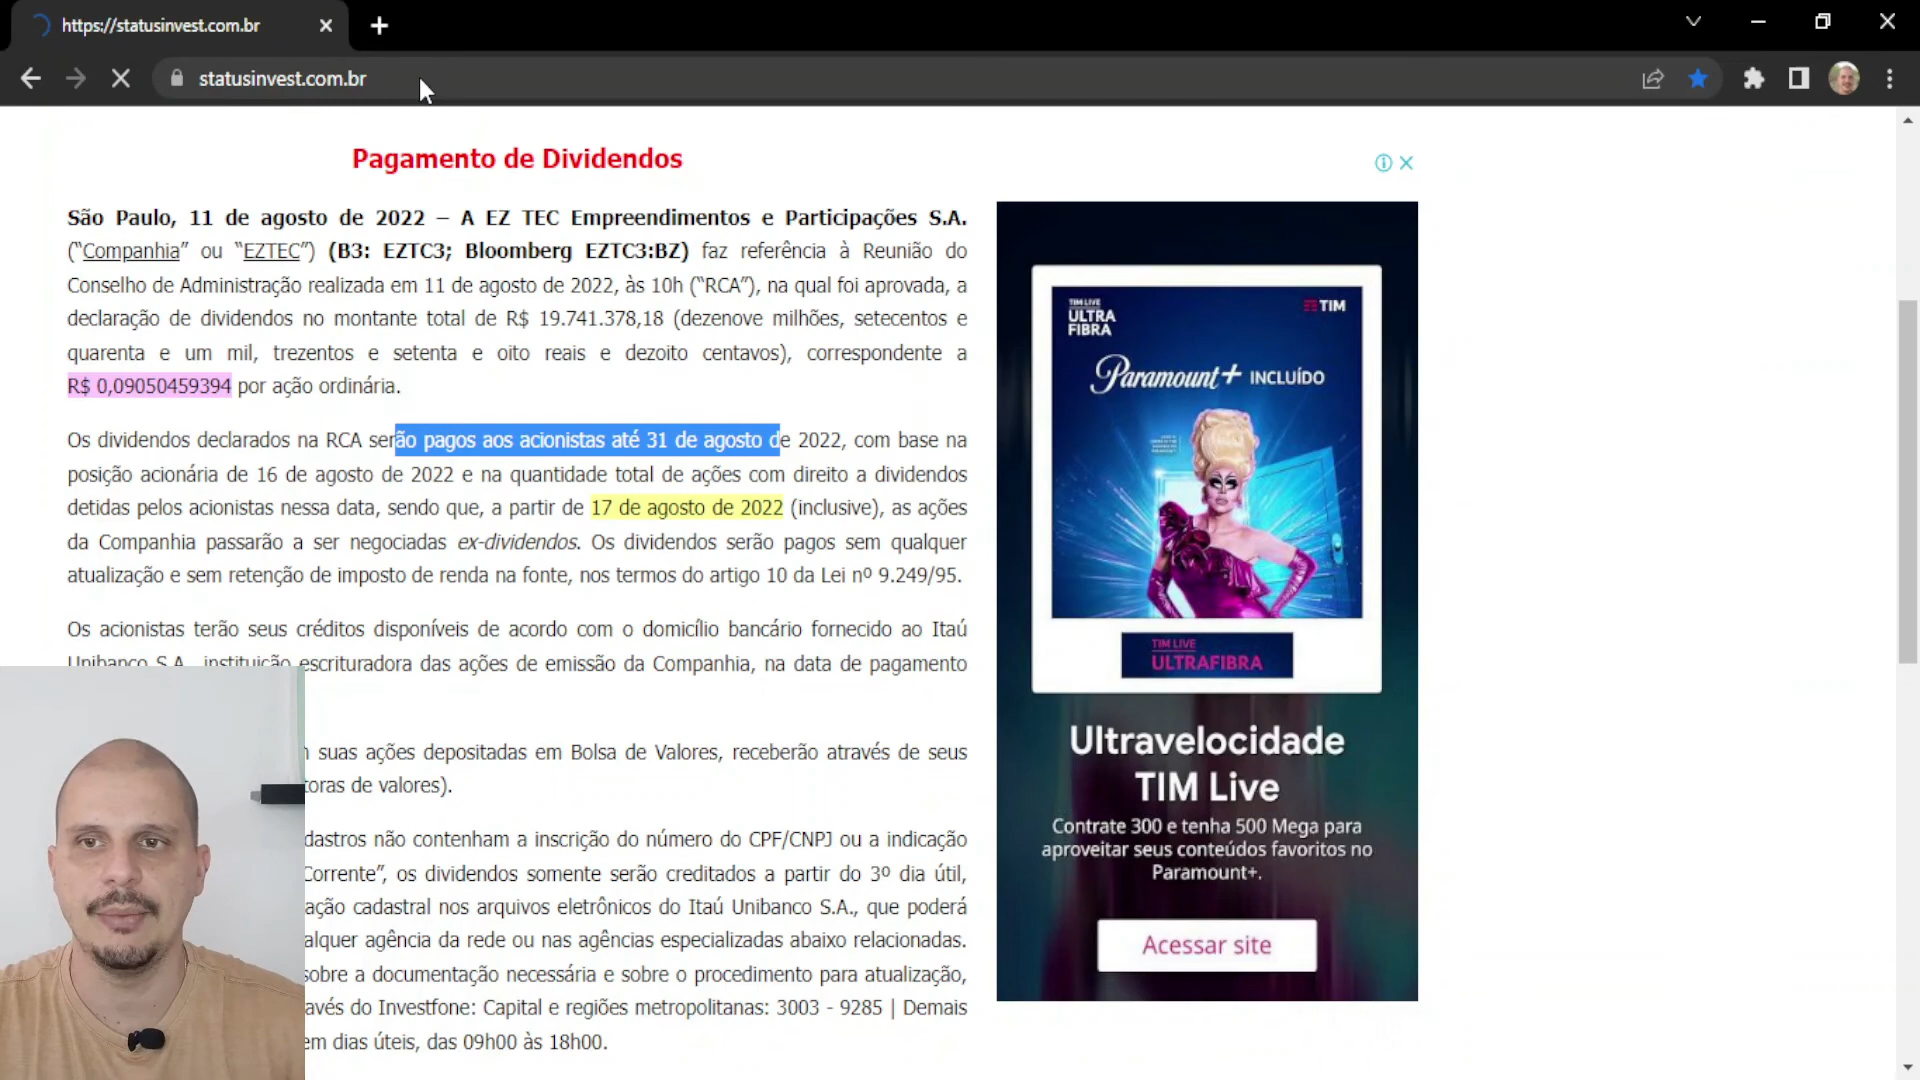 https://statusinvest.com.br
statusinvest.com.br
Pagamento de Dividendos
São Paulo, 11 de agosto de 2022 – A EZ TEC Empreendimentos e Participações S.A.
(“Companhia” ou “EZTEC”) (B3: EZTC3; Bloomberg EZTC3:BZ) faz referência à Reunião do
Conselho de Administração realizada em 11 de agosto de 2022, às 10h (“RCA”), na qual foi aprovada, a
declaração de dividendos no montante total de R$ 19.741.378,18 (dezenove milhões, setecentos e
quarenta e um mil, trezentos e setenta e oito reais e dezoito centavos), correspondente a
R$ 0,09050459394 por ação ordinária.
Os dividendos declarados na RCA serão pagos aos acionistas até 31 de agosto de 2022, com base na
posição acionária de 16 de agosto de 2022 e na quantidade total de ações com direito a dividendos
detidas pelos acionistas nessa data, sendo que, a partir de 17 de agosto de 2022 (inclusive), as ações
da Companhia passarão a ser negociadas ex-dividendos. Os dividendos serão pagos sem qualquer
atualização e sem retenção de imposto de renda na fonte, nos termos do artigo 10 da Lei nº 9.249/95.
Os acionistas terão seus créditos disponíveis de acordo com o domicílio bancário fornecido ao Itaú
Unibanco S.A., instituição escrituradora das ações de emissão da Companhia, na data de pagamento
suas ações depositadas em Bolsa de Valores, receberão através de seus
toras de valores).
dastros não contenham a inscrição do número do CPF/CNPJ ou a indicação
Corrente”, os dividendos somente serão creditados a partir do 3º dia útil,
ação cadastral nos arquivos eletrônicos do Itaú Unibanco S.A., que poderá
alquer agência da rede ou nas agências especializadas abaixo relacionadas.
sobre a documentação necessária e sobre o procedimento para atualização,
avés do Investfone: Capital e regiões metropolitanas: 3003 - 9285 | Demais
em dias úteis, das 09h00 às 18h00.
TIM LIVE
ULTRA
FIBRA
TIM
Paramount+ INCLUÍDO
TIM LIVE
ULTRAFIBRA
Ultravelocidade
TIM Live
Contrate 300 e tenha 500 Mega para
aproveitar seus conteúdos favoritos no
Paramount+.
Acessar site